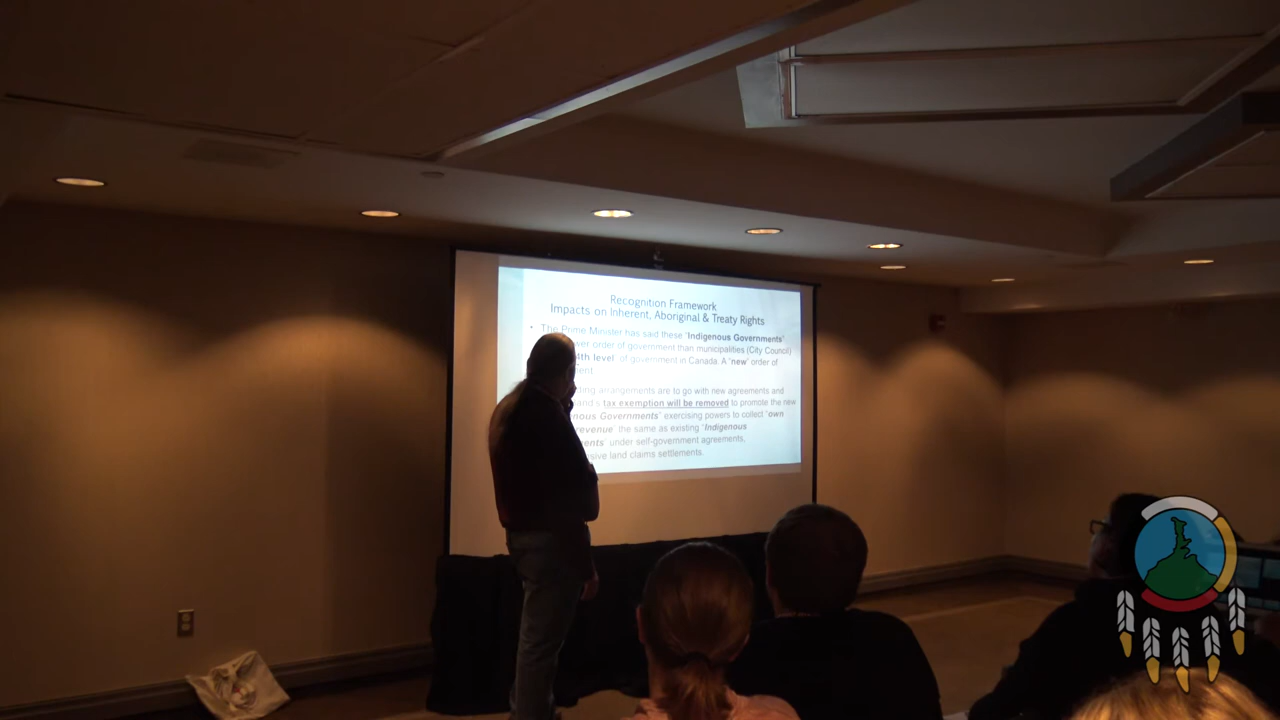 Recognition Framework
Impacts on Inherent, Aboriginal & Treaty Rights
• The Prime Minister has said these "Indigenous Governments"
order of government than municipalities (City Council)
4th level of government in Canada. A "new" order of
arrangements are to go with new agreements and
tax exemption will be removed to promote the new
Governments" exercising powers to collect "own
revenue the same as existing "Indigenous
under self-government agreements,
land claims settlements.